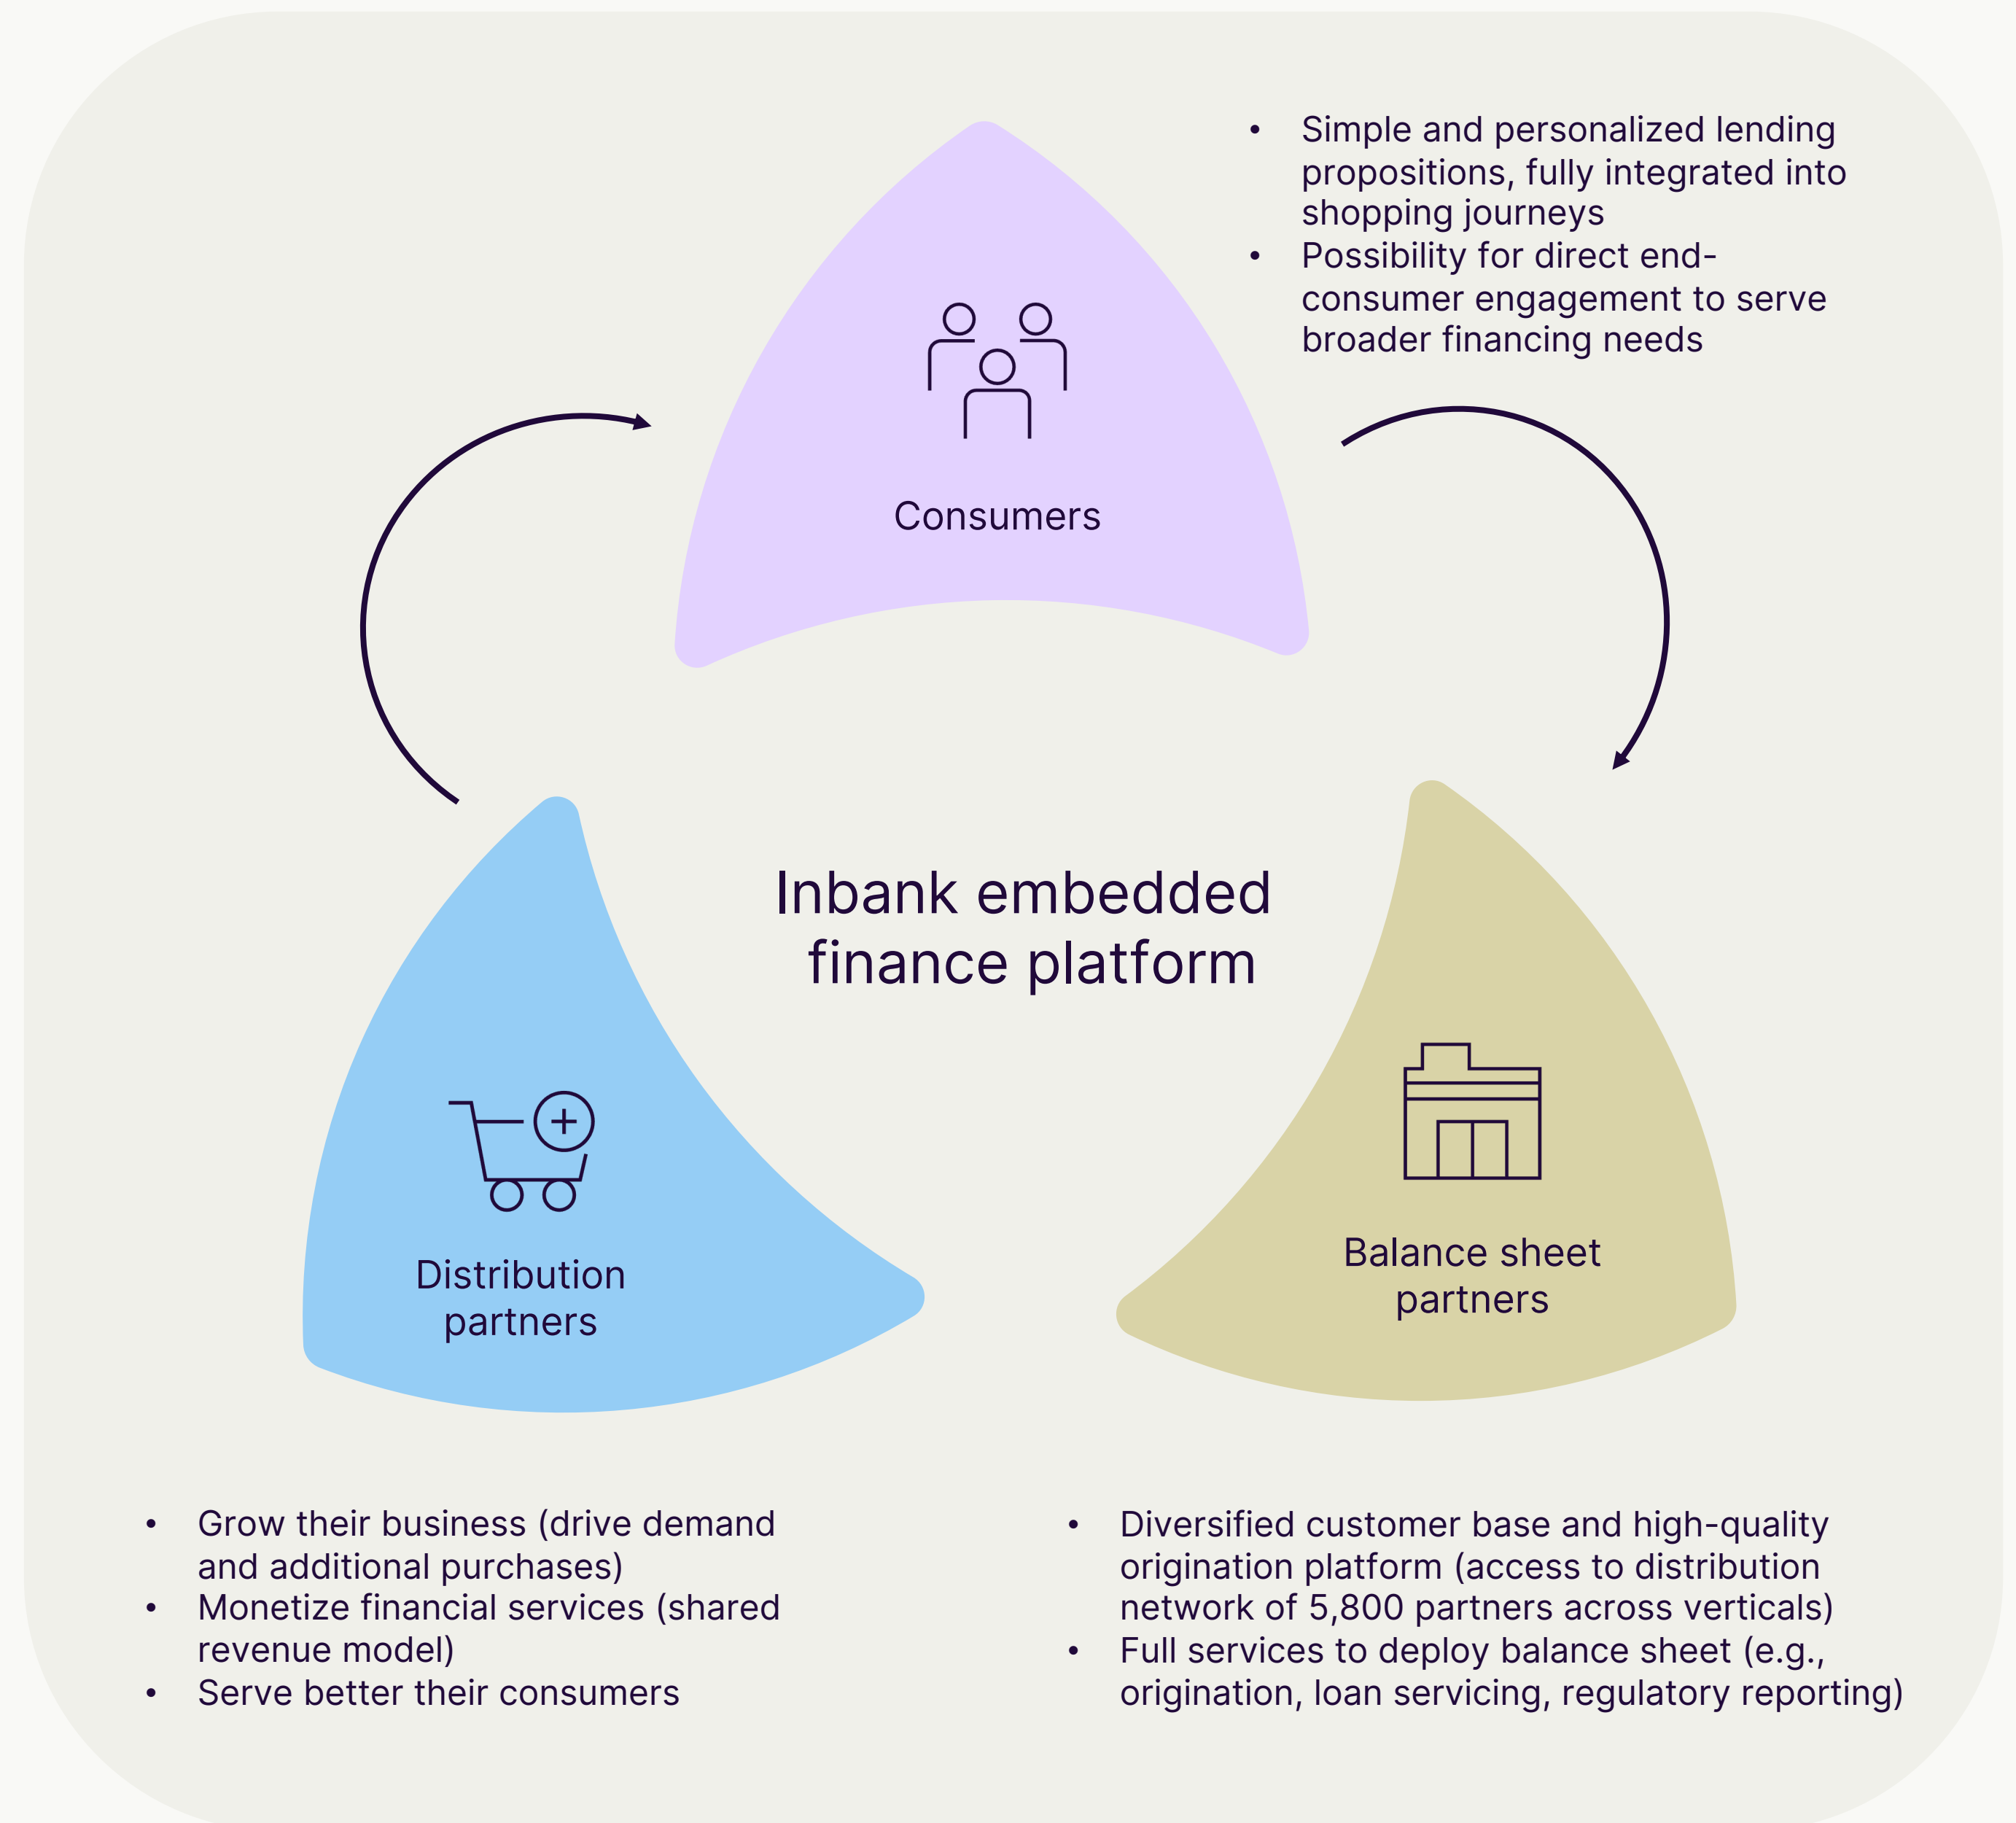 • Simple and personalized lending
propositions, fully integrated into
shopping journeys
• Possibility for direct end-
consumer engagement to serve
broader financing needs
Consumers
Inbank embedded
finance platform
Distribution
partners
Balance sheet
partners
• Grow their business (drive demand
and additional purchases)
• Monetize financial services (shared
revenue model)
• Serve better their consumers
• Diversified customer base and high-quality
origination platform (access to distribution
network of 5,800 partners across verticals)
• Full services to deploy balance sheet (e.g.,
origination, loan servicing, regulatory reporting)